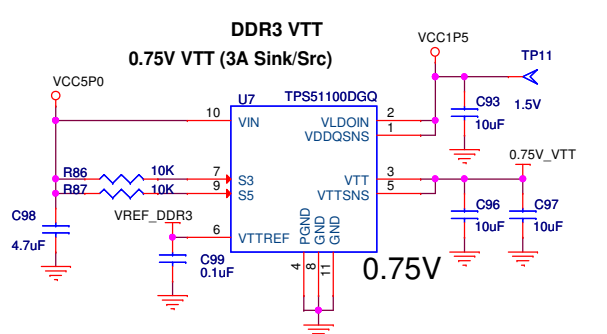 DDR3 VTT
0.75V VTT (3A Sink/Src)
VCC1P5
TP11
VCC5P0
U7
TPS51100DGQ
C93
10uF
1.5V
10
VIN
VLDOIN
2
VDDQSNS
1
0.75V_VTT
R86
10K
7
S3
VTT
3
R87
10K
9
S5
VTTSNS
5
C98
4.7uF
VREF_DDR3
C96
10uF
C97
10uF
6
VTTREF
PGND
GND
GND
C99
0.1uF
4
8
11
0.75V